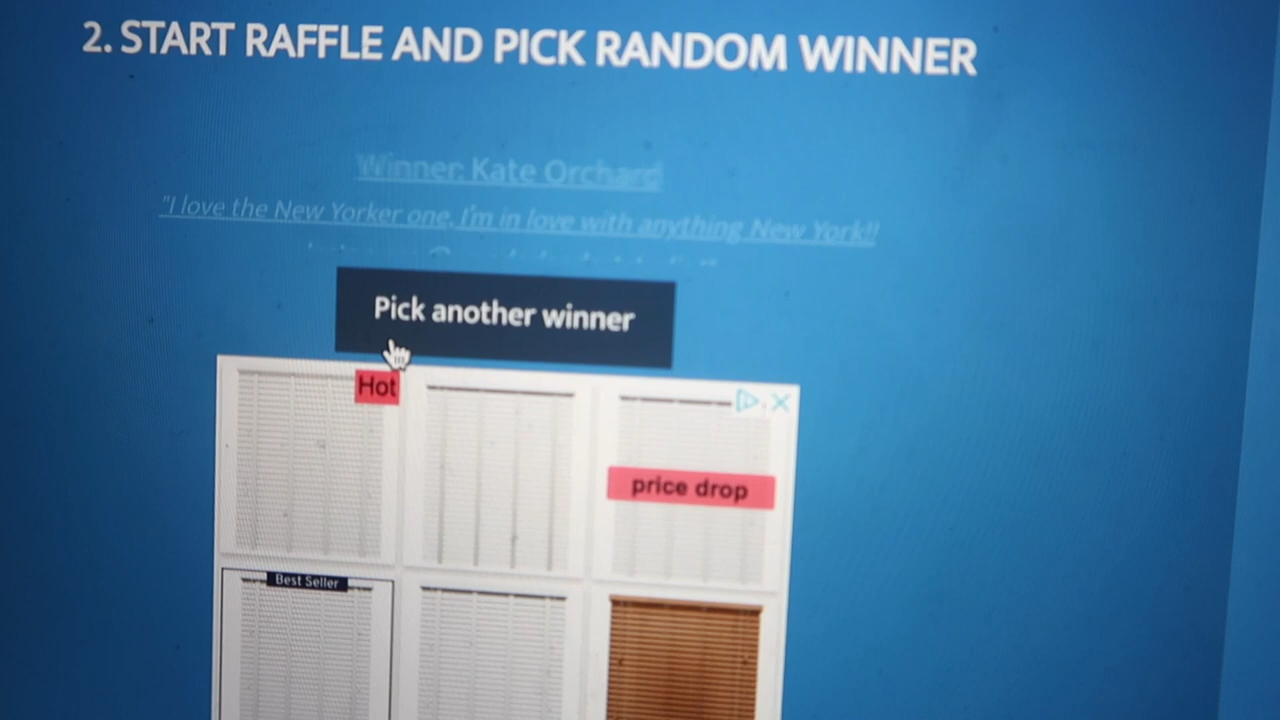 2. START RAFFLE AND PICK RANDOM WINNER
Winner: Kate Orchard
"I love the New Yorker one, I'm in love with anything New York!!
Pick another winner
Hot
price drop
Best Seller